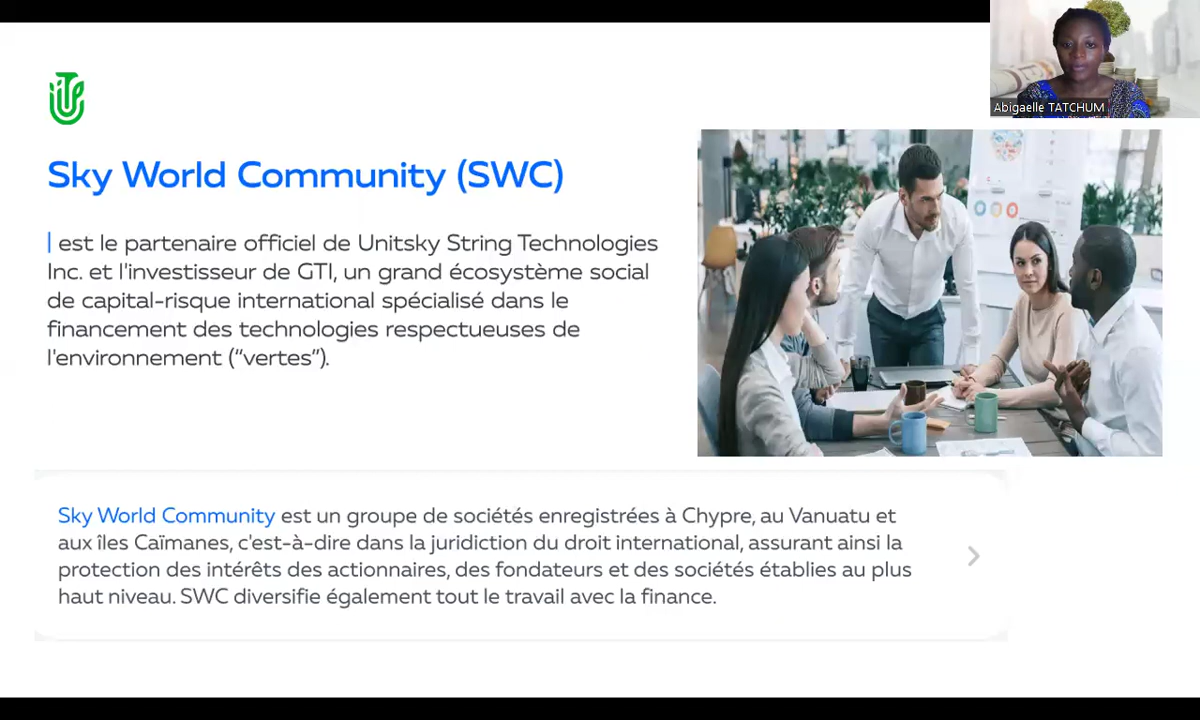 Abigaelle TATCHUM
Sky World Community (SWC)
est le partenaire officiel de Unitsky String Technologies
Inc. et l'investisseur de GTI, un grand écosystème social
de capital-risque international spécialisé dans le
financement des technologies respectueuses de
l'environnement (“vertes”).
Sky World Community est un groupe de sociétés enregistrées à Chypre, au Vanuatu et
aux îles Caïmanes, c'est-à-dire dans la juridiction du droit international, assurant ainsi la
protection des intérêts des actionnaires, des fondateurs et des sociétés établies au plus
haut niveau. SWC diversifie également tout le travail avec la finance.